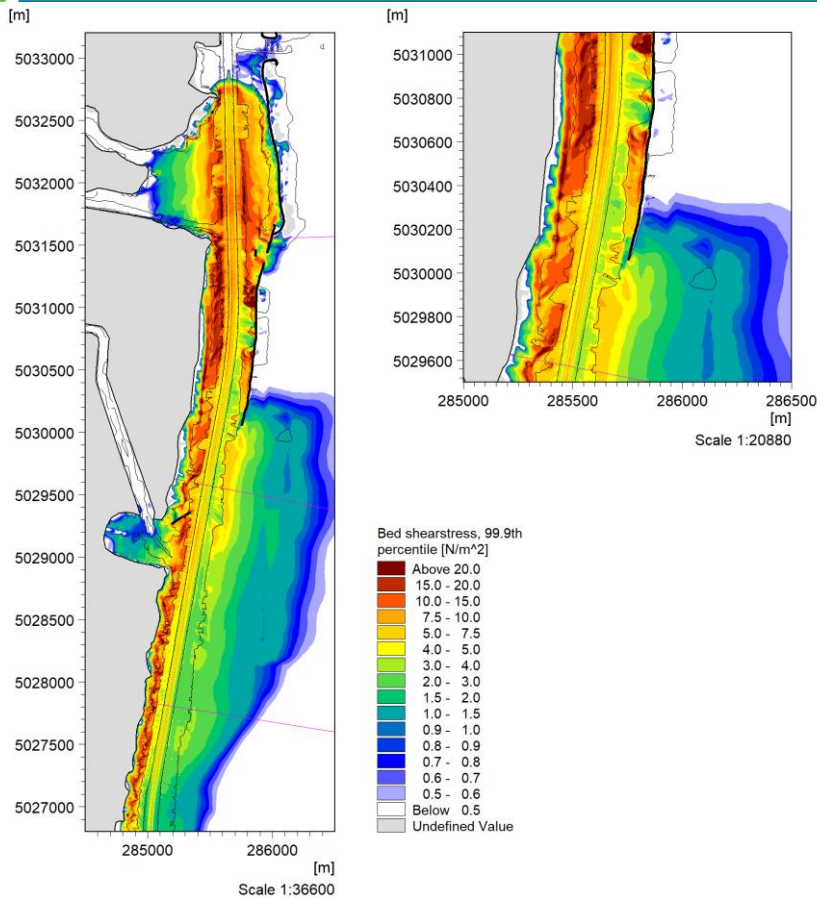 [m]
5033000
5032500
5032000
5031500
5031000
5030500
5030000
5029500
5029000
5028500
5028000
5027500
5027000
285000 286000
[m]
Scale 1:36600
[m]
5031000
5030800
5030600
5030400
5030200
5030000
5029800
5029600
285000 285500 286000 286500
[m]
Scale 1:20880
Bed shearstress, 99.9th
percentile [N/m^2]
Above 20.0
15.0 - 20.0
10.0 - 15.0
7.5 - 10.0
5.0 - 7.5
4.0 - 5.0
3.0 - 4.0
2.0 - 3.0
1.5 - 2.0
1.0 - 1.5
0.9 - 1.0
0.8 - 0.9
0.7 - 0.8
0.6 - 0.7
0.5 - 0.6
Below 0.5
Undefined Value